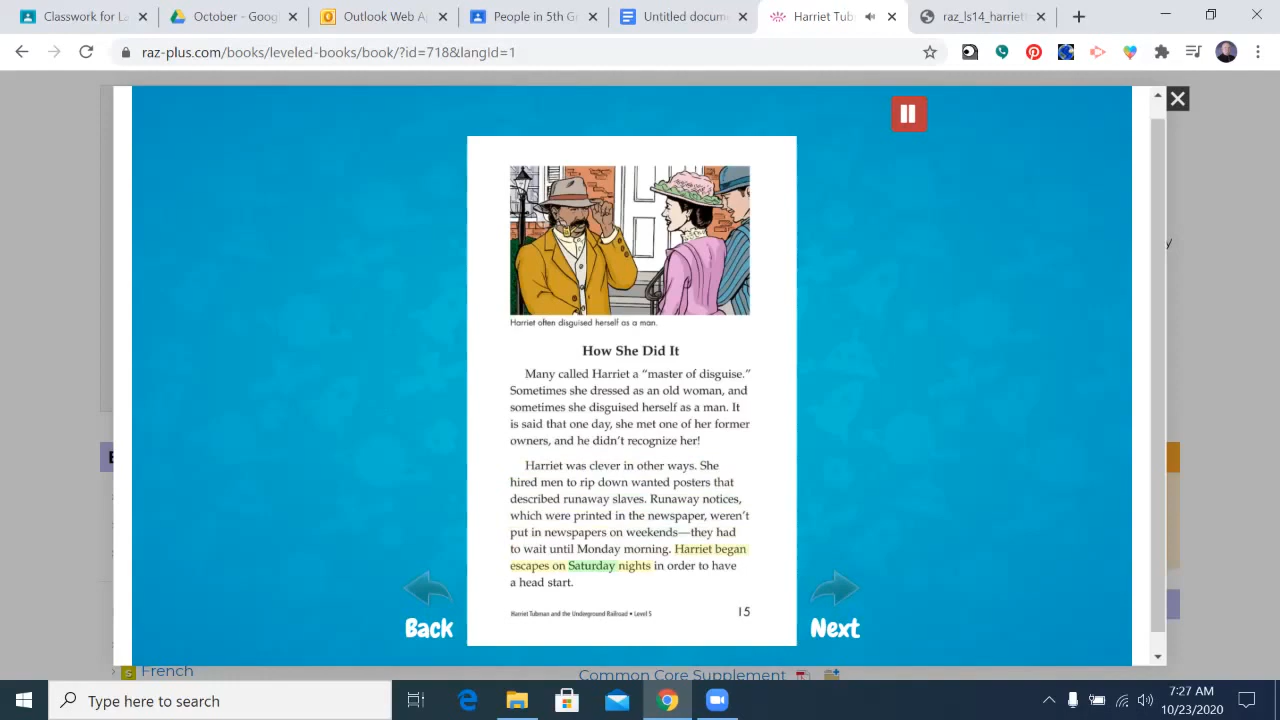 Classwork for La
Google Drive - G
Outlook Web Ap
People in 5th Gr
Untitled docume
Harriet Tub
raz_ls14_harriett
raz-plus.com/books/leveled-books/book/?id=718&langId=1
Harriet often disguised herself as a man.
How She Did It
Many called Harriet a “master of disguise.”
Sometimes she dressed as an old woman, and
sometimes she disguised herself as a man. It
is said that one day, she met one of her former
owners, and he didn’t recognize her!
Harriet was clever in other ways. She
hired men to rip down wanted posters that
described runaway slaves. Runaway notices,
which were printed in the newspaper, weren’t
put in newspapers on weekends—they had
to wait until Monday morning. Harriet began
escapes on Saturday nights in order to have
a head start.
Harriet Tubman and the Underground Railroad • Level S
15
Back
Next
French
Common Core Supplement
Type here to search
7:27 AM
10/23/2020